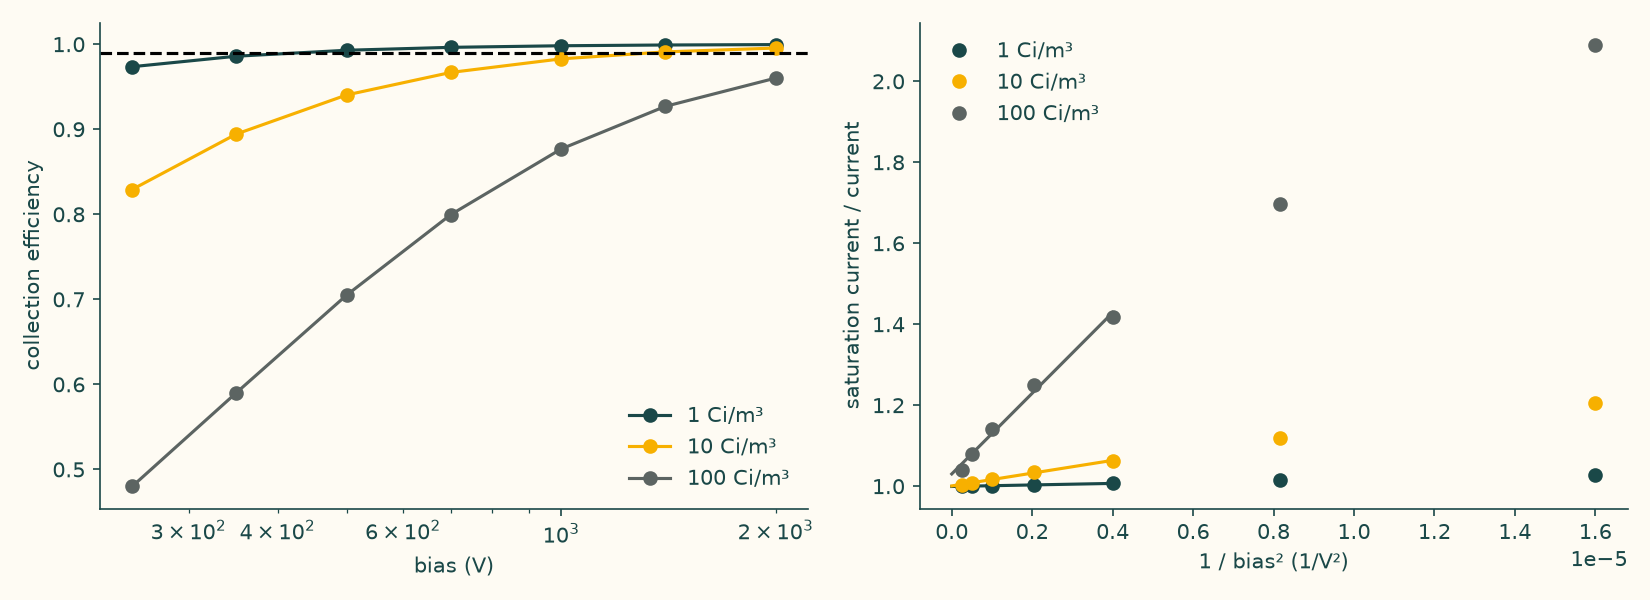 collection efficiency
1.0
0.9
0.8
0.7
0.6
0.5
3 × 10²
4 × 10²
6 × 10²
10³
2 × 10³
bias (V)
1 Ci/m³
10 Ci/m³
100 Ci/m³
saturation current / current
2.0
1.8
1.6
1.4
1.2
1.0
0.0
0.2
0.4
0.6
0.8
1.0
1.2
1.4
1.6
1e−5
1 / bias² (1/V²)
1 Ci/m³
10 Ci/m³
100 Ci/m³